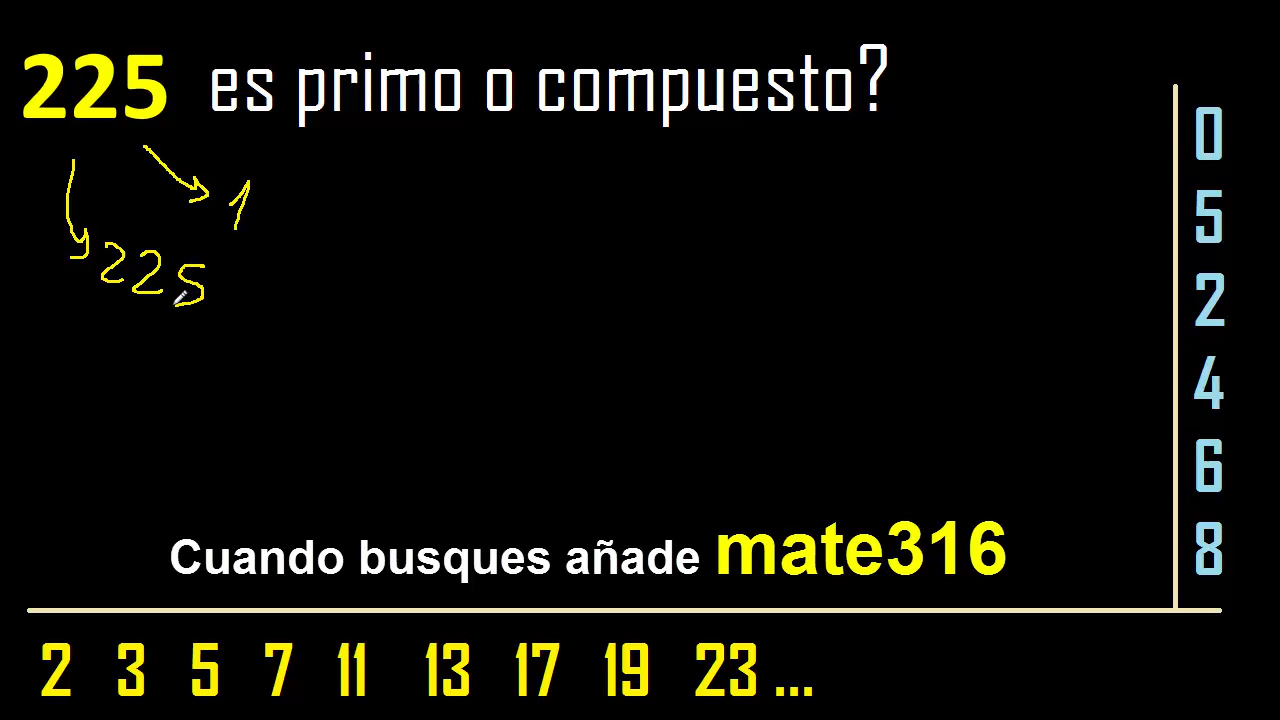 225 es primo o compuesto?
1
225
0
5
2
4
6
8
Cuando busques añade mate316
2 3 5 7 11 13 17 19 23 ...